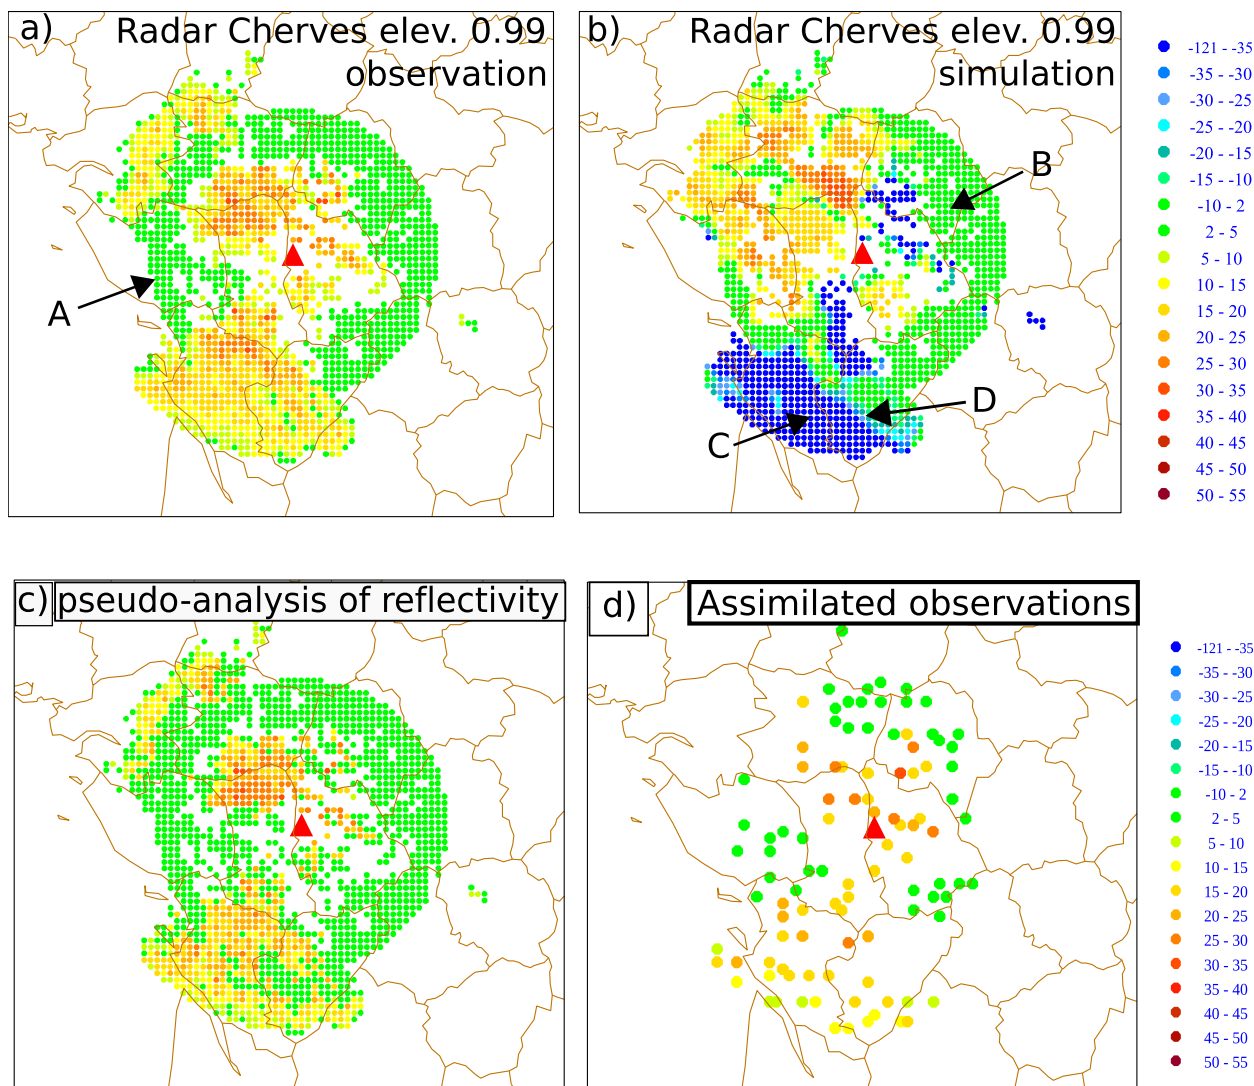 a)
Radar Cherves elev. 0.99
observation
A
b)
Radar Cherves elev. 0.99
simulation
B
C
D
-121 - -35
-35 - -30
-30 - -25
-25 - -20
-20 - -15
-15 - -10
-10 - 2
2 - 5
5 - 10
10 - 15
15 - 20
20 - 25
25 - 30
30 - 35
35 - 40
40 - 45
45 - 50
50 - 55
c) pseudo-analysis of reflectivity
d) Assimilated observations
-121 - -35
-35 - -30
-30 - -25
-25 - -20
-20 - -15
-15 - -10
-10 - 2
2 - 5
5 - 10
10 - 15
15 - 20
20 - 25
25 - 30
30 - 35
35 - 40
40 - 45
45 - 50
50 - 55